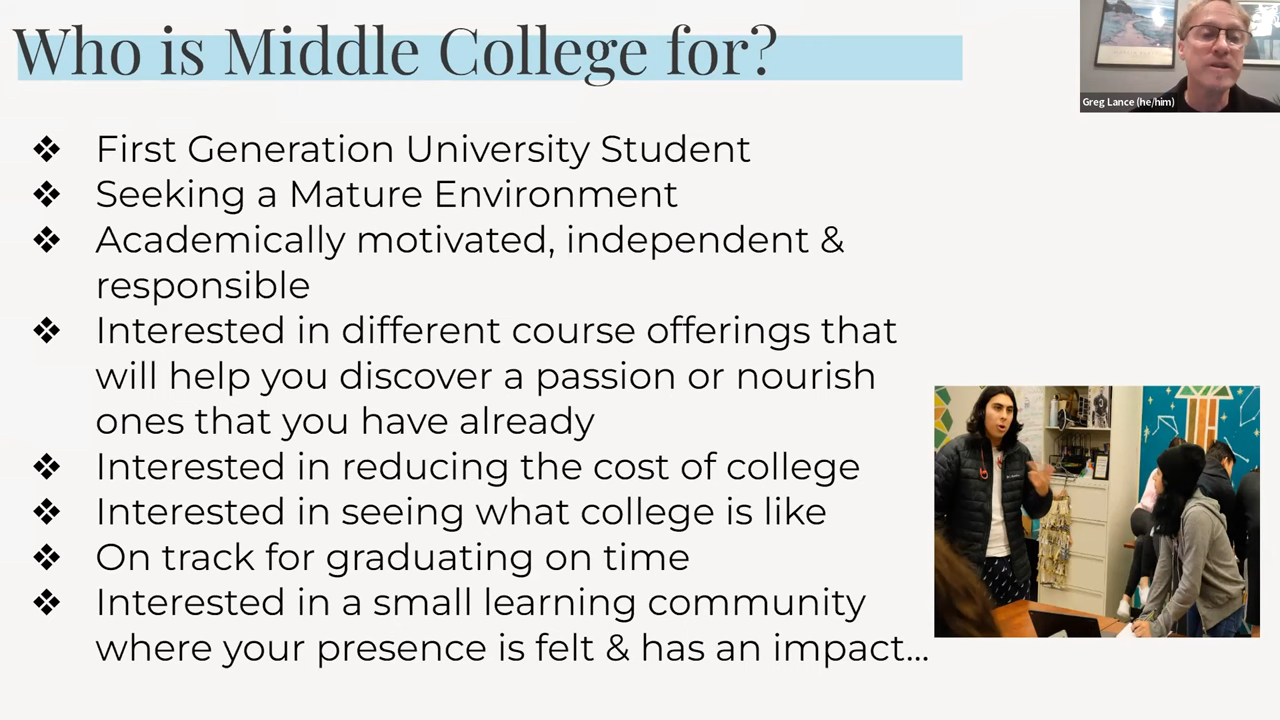 Who is Middle College for?
Greg Lance (he/him)
❖ First Generation University Student
❖ Seeking a Mature Environment
❖ Academically motivated, independent &
responsible
❖ Interested in different course offerings that
will help you discover a passion or nourish
ones that you have already
❖ Interested in reducing the cost of college
❖ Interested in seeing what college is like
❖ On track for graduating on time
❖ Interested in a small learning community
where your presence is felt & has an impact...